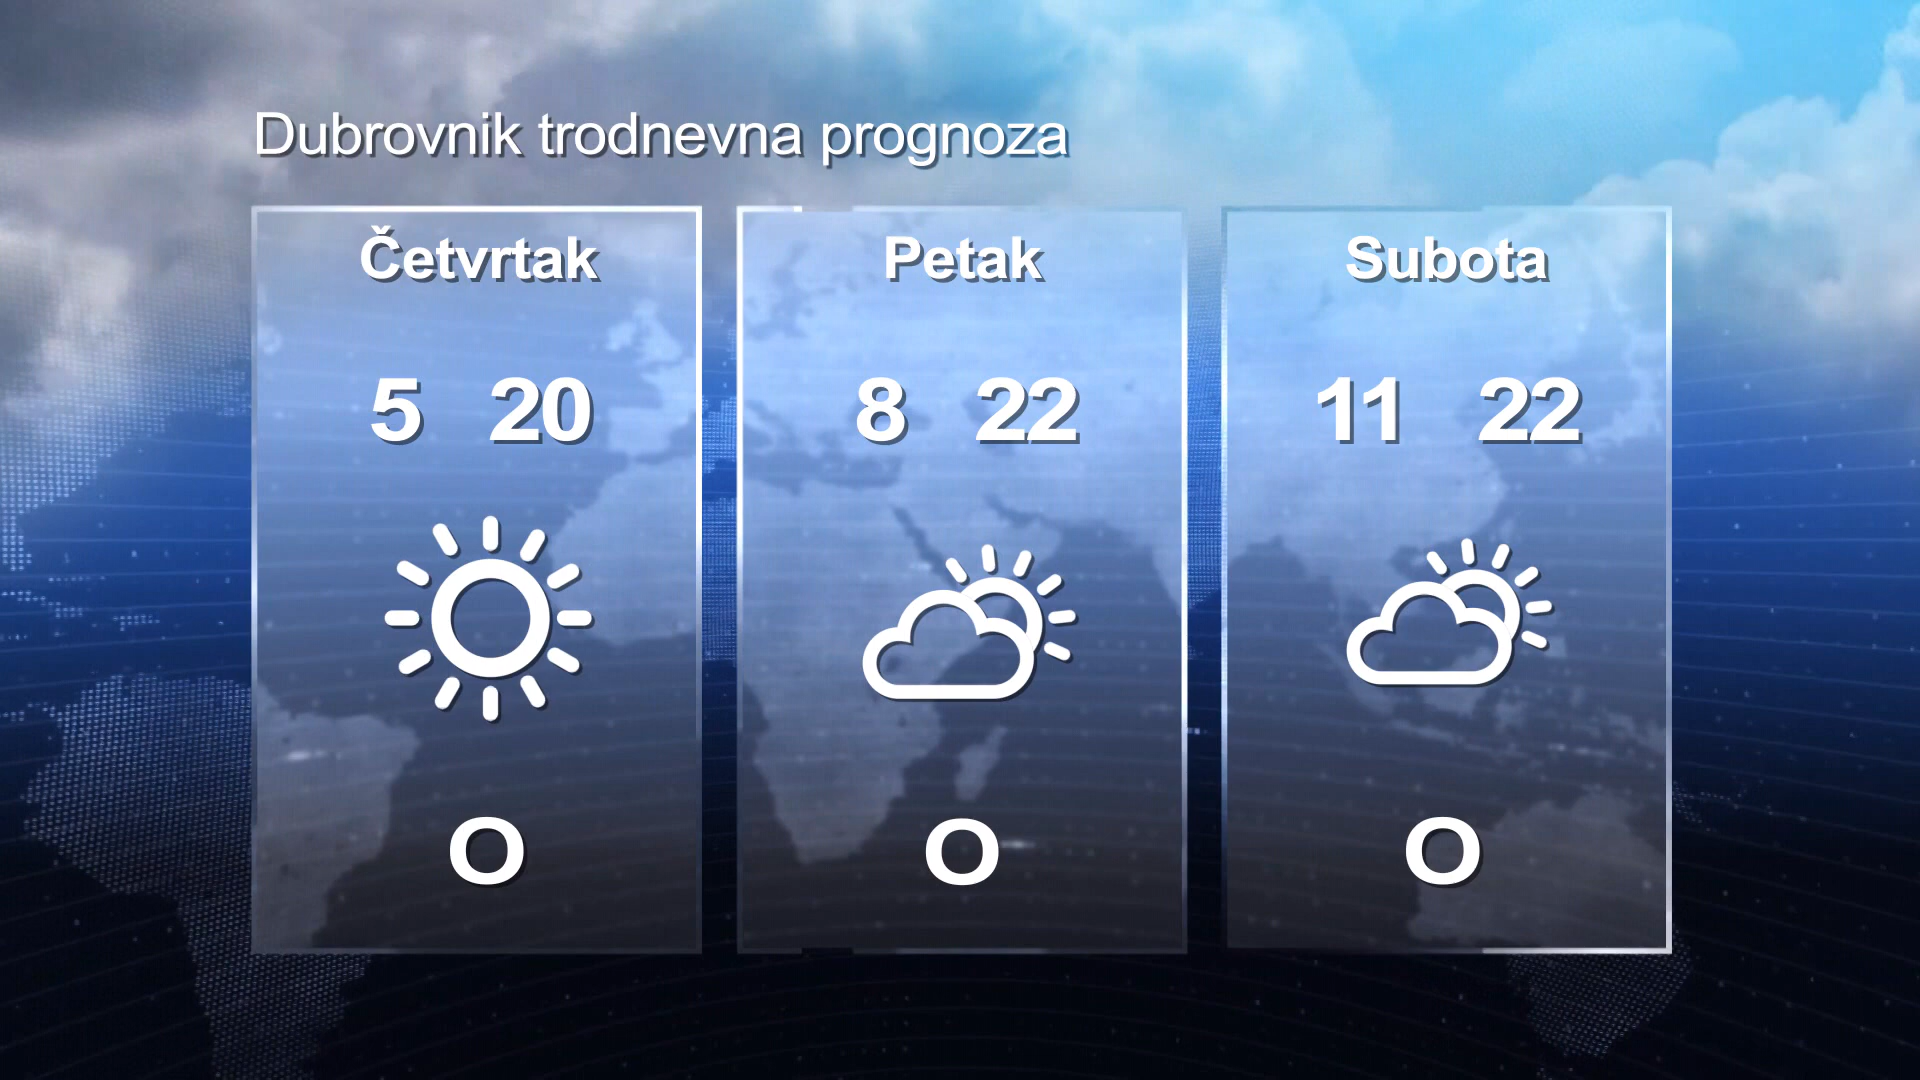 Dubrovnik trodnevna prognoza
Četvrtak
5 20
O
Petak
8 22
O
Subota
11 22
O